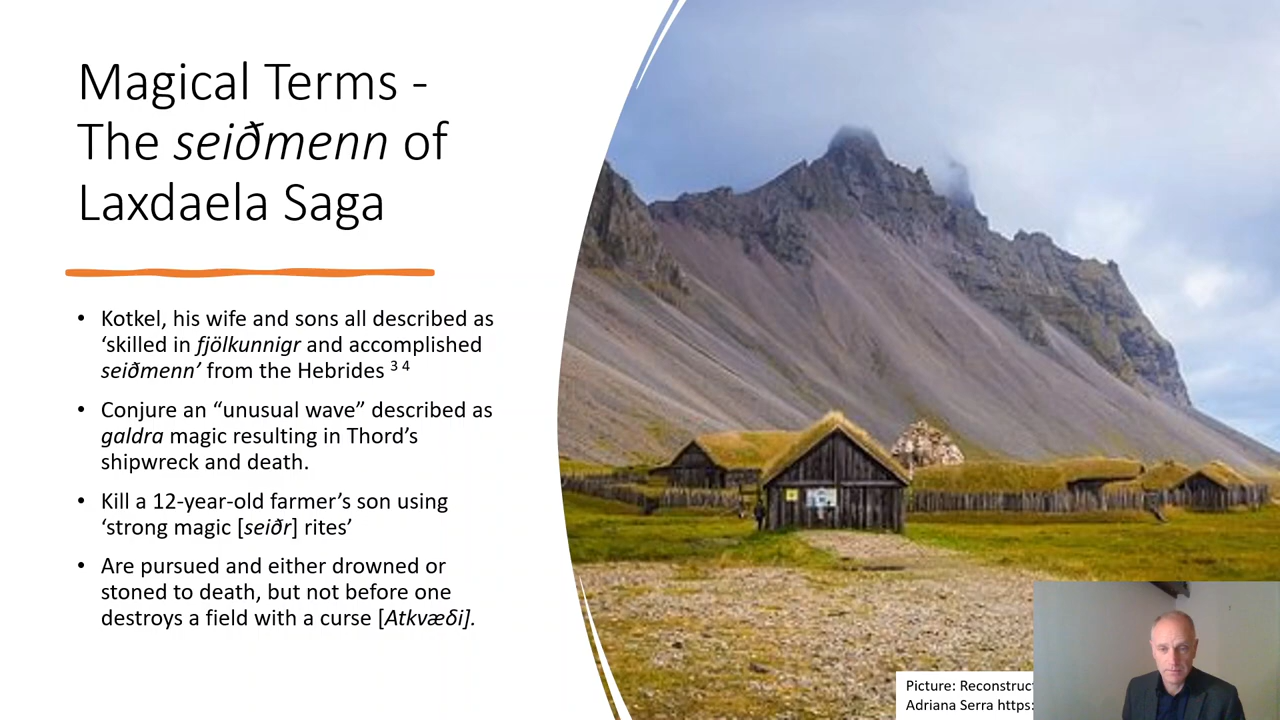 Magical Terms -
The seiðmenn of
Laxdaela Saga
• Kotkel, his wife and sons all described as
‘skilled in fjölkunnigr and accomplished
seiðmenn’ from the Hebrides 3 4
• Conjure an “unusual wave” described as
galdra magic resulting in Thord’s
shipwreck and death.
• Kill a 12-year-old farmer’s son using
‘strong magic [seiðr] rites’
• Are pursued and either drowned or
stoned to death, but not before one
destroys a field with a curse [Atkvæði].
Picture:
Adriana Serra https: